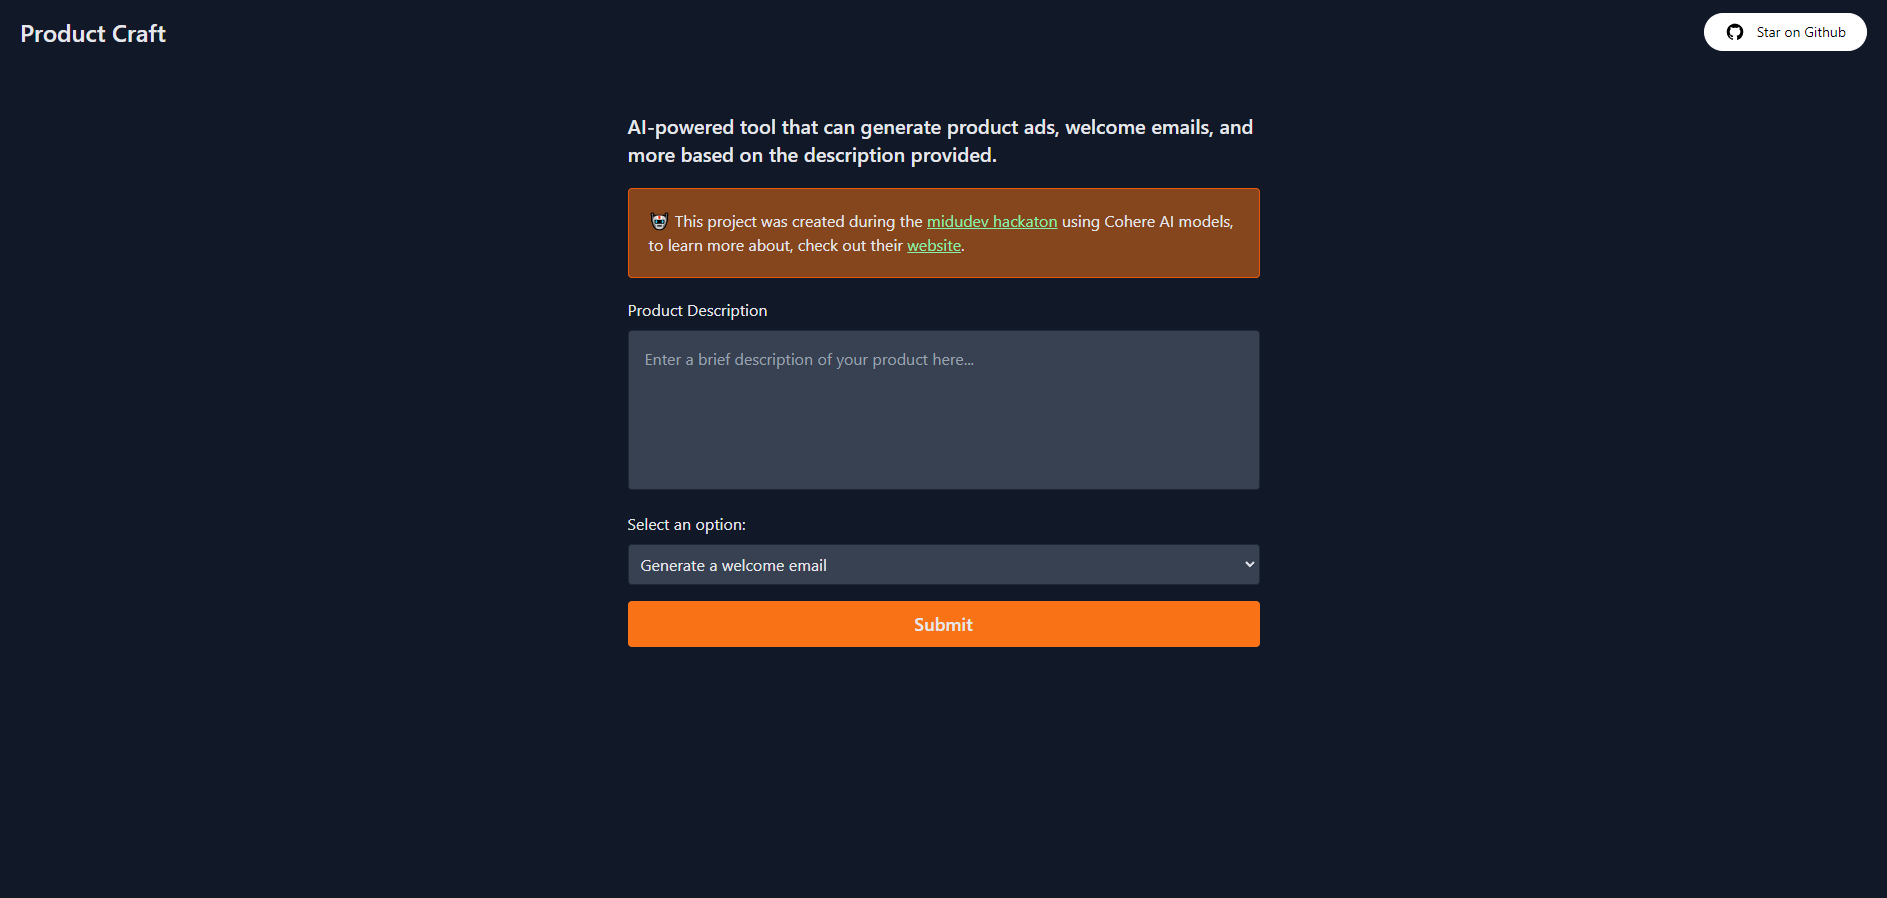 Product Craft
Star on Github
AI-powered tool that can generate product ads, welcome emails, and
more based on the description provided.
This project was created during the midudev hackaton using Cohere AI models,
to learn more about, check out their website.
Product Description
Enter a brief description of your product here...
Select an option:
Generate a welcome email
Submit